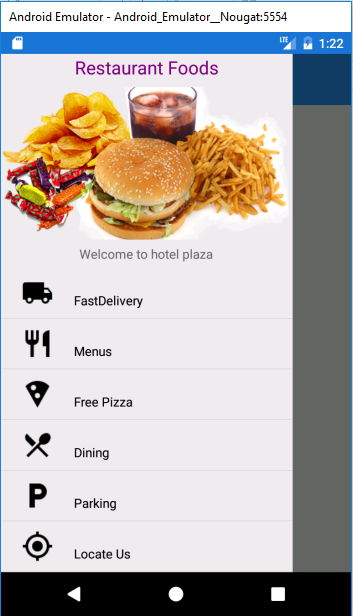 Android Emulator - Android_Emulator__Nougat:5554
LTE 1:22
Restaurant Foods
Welcome to hotel plaza
FastDelivery
Menus
Free Pizza
Dining
P Parking
Locate Us